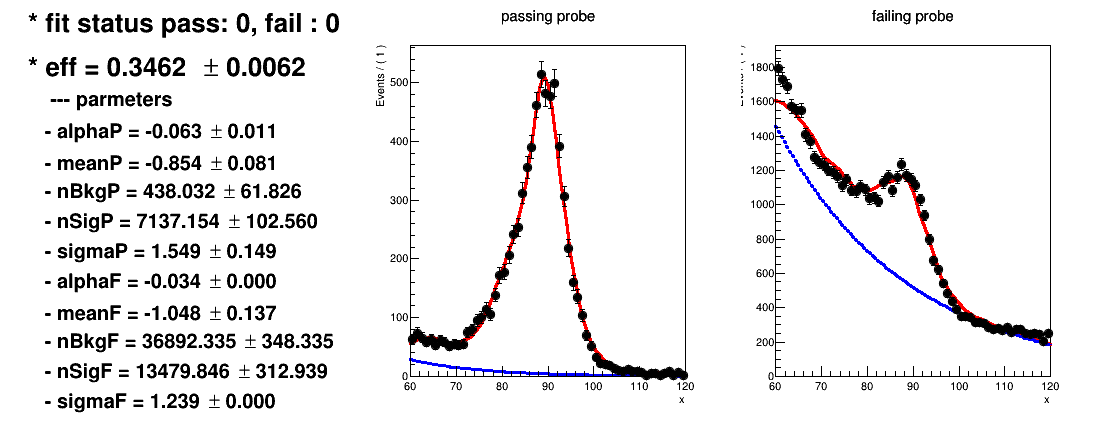 * fit status pass: 0, fail : 0
* eff = 0.3462 ± 0.0062
--- parmeters
- alphaP = -0.063 ± 0.011
- meanP = -0.854 ± 0.081
- nBkgP = 438.032 ± 61.826
- nSigP = 7137.154 ± 102.560
- sigmaP = 1.549 ± 0.149
- alphaF = -0.034 ± 0.000
- meanF = -1.048 ± 0.137
- nBkgF = 36892.335 ± 348.335
- nSigF = 13479.846 ± 312.939
- sigmaF = 1.239 ± 0.000
passing probe
Events / ( 1 )
500
400
300
200
100
0
60 70 80 90 100 110 120
x
failing probe
1800
1600
1400
1200
1000
800
600
400
200
0
60 70 80 90 100 110 120
x